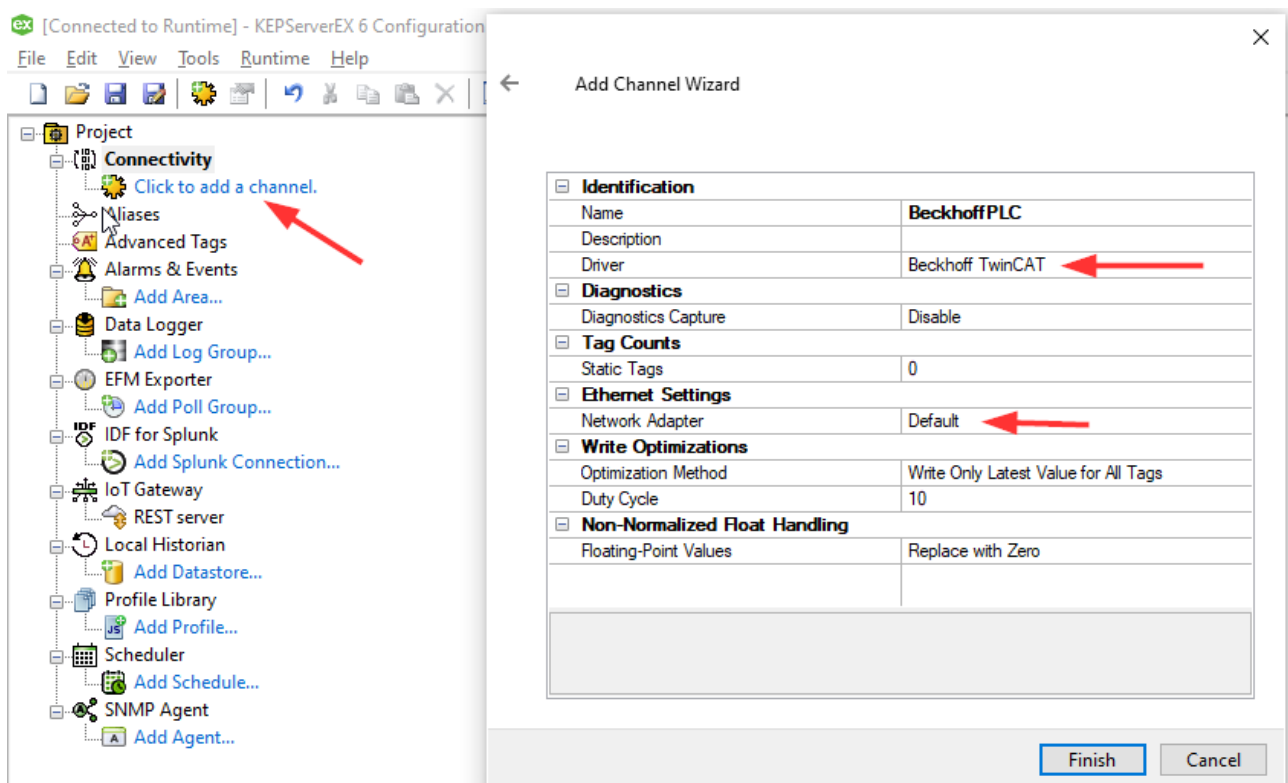 [Connected to Runtime] - KEPServerEX 6 Configuration
File Edit View Tools Runtime Help
Project
Connectivity
Click to add a channel.
Aliases
Advanced Tags
Alarms & Events
Add Area...
Data Logger
Add Log Group...
EFM Exporter
Add Poll Group...
IDF for Splunk
Add Splunk Connection...
IoT Gateway
REST server
Local Historian
Add Datastore...
Profile Library
Add Profile...
Scheduler
Add Schedule...
SNMP Agent
Add Agent...
Add Channel Wizard
Identification
Name BeckhoffPLC
Description
Driver Beckhoff TwinCAT
Diagnostics
Diagnostics Capture Disable
Tag Counts
Static Tags 0
Ethernet Settings
Network Adapter Default
Write Optimizations
Optimization Method Write Only Latest Value for All Tags
Duty Cycle 10
Non-Normalized Float Handling
Floating-Point Values Replace with Zero
Finish Cancel